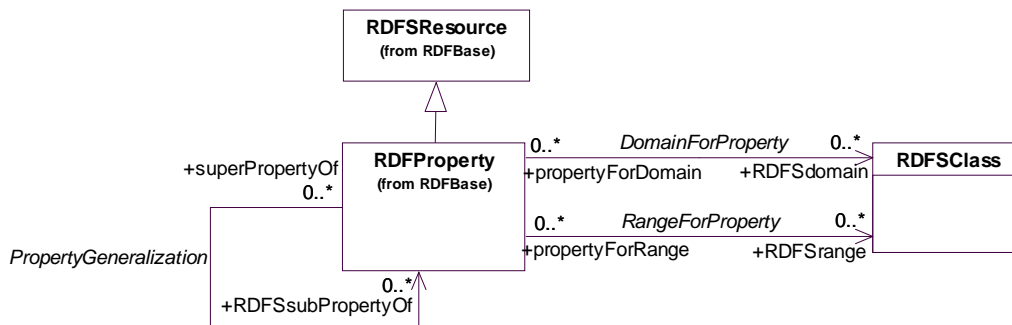 RDFSResource
(from RDFBase)
0..*
DomainForProperty
0..*
+superPropertyOf
RDFProperty
(from RDFBase)
+propertyForDomain
+RDFSdomain
RDFSClass
0..*
0..*
RangeForProperty
0..*
+propertyForRange
+RDFSrange
PropertyGeneralization
0..*
+RDFSsubPropertyOf